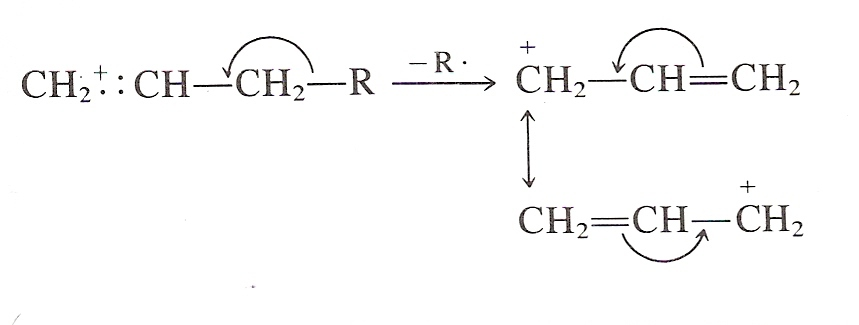 CH₂⁺.: : CH—CH₂—R —R· → ⁺CH₂—CH=CH₂
↕
CH₂=CH—⁺CH₂